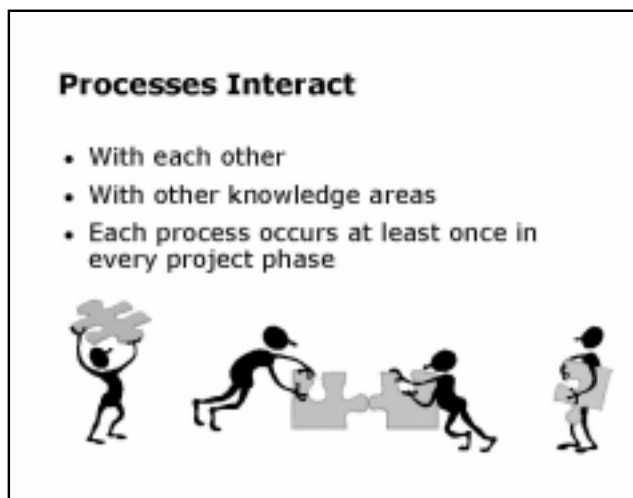 Processes Interact
• With each other
• With other knowledge areas
• Each process occurs at least once in
every project phase